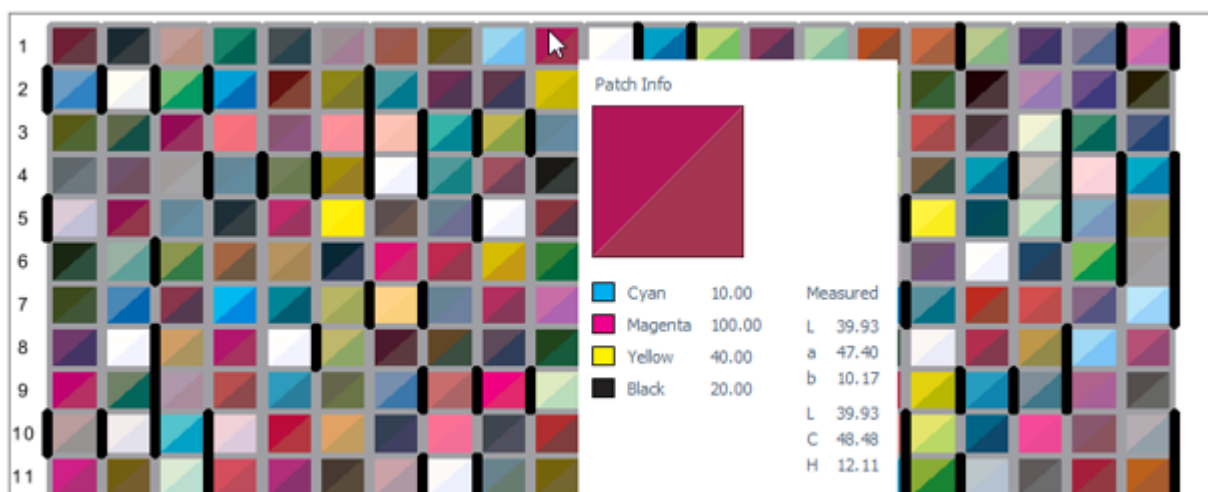 1
2
Patch Info
3
4
5
6
7
Cyan 10.00 Measured
Magenta 100.00 L 39.93
8
Yellow 40.00 a 47.40
Black 20.00 b 10.17
9
L 39.93
10
C 48.48
H 12.11
11